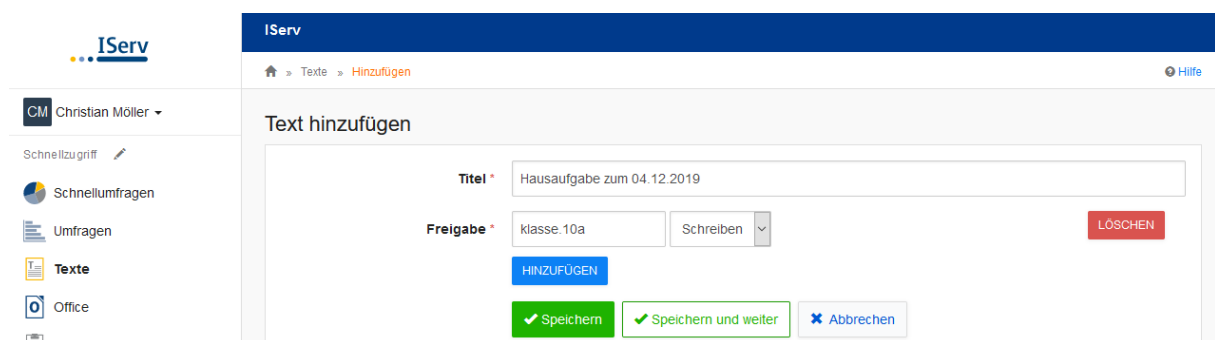 IServ
IServ
» Texte » Hinzufügen
Hilfe
CM Christian Möller
Schnellzugriff
Schnellumfragen
Umfragen
Texte
Office
Text hinzufügen
Titel * Hausaufgabe zum 04.12.2019
Freigabe * klasse.10a Schreiben LÖSCHEN
HINZUFÜGEN
Speichern Speichern und weiter Abbrechen